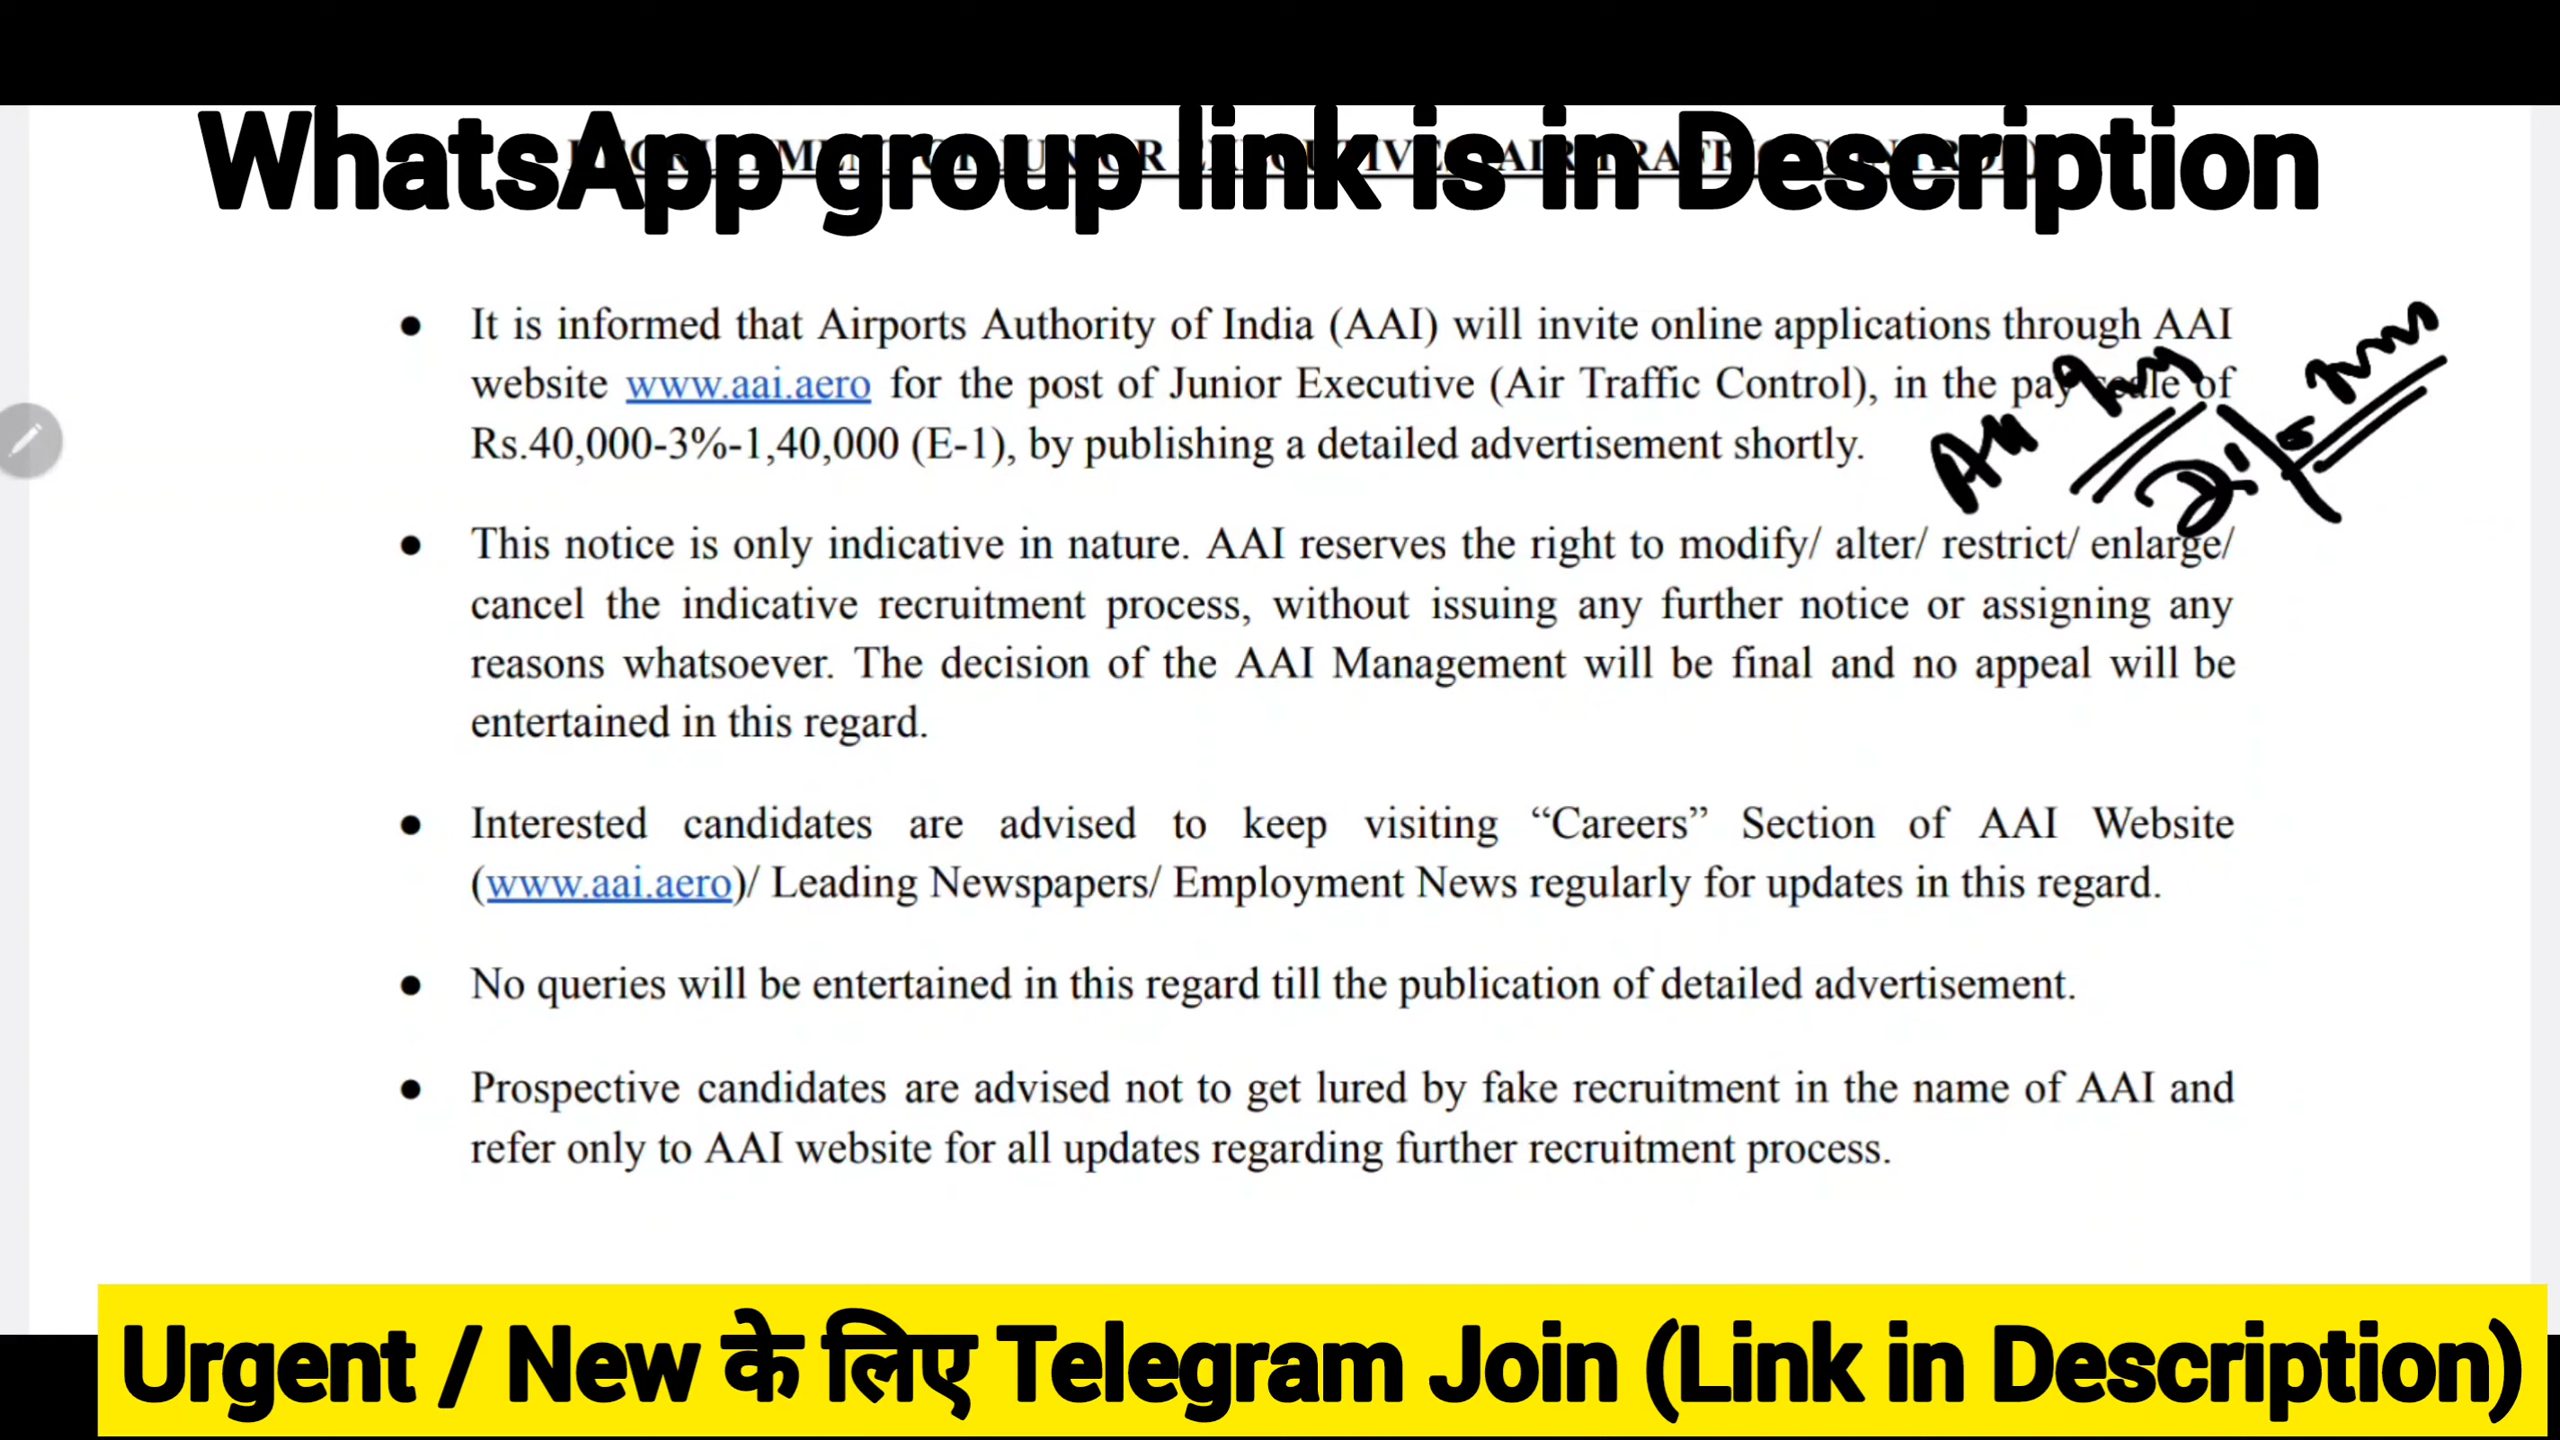 WhatsApp group link is in Description
RECRUITMENT OF JUNIOR EXECUTIVE (AIR TRAFFIC CONTROL)
● It is informed that Airports Authority of India (AAI) will invite online applications through AAI
website www.aai.aero for the post of Junior Executive (Air Traffic Control), in the pay scale of
Rs.40,000-3%-1,40,000 (E-1), by publishing a detailed advertisement shortly.
● This notice is only indicative in nature. AAI reserves the right to modify/ alter/ restrict/ enlarge/
cancel the indicative recruitment process, without issuing any further notice or assigning any
reasons whatsoever. The decision of the AAI Management will be final and no appeal will be
entertained in this regard.
● Interested candidates are advised to keep visiting “Careers” Section of AAI Website
(www.aai.aero)/ Leading Newspapers/ Employment News regularly for updates in this regard.
● No queries will be entertained in this regard till the publication of detailed advertisement.
● Prospective candidates are advised not to get lured by fake recruitment in the name of AAI and
refer only to AAI website for all updates regarding further recruitment process.
Urgent / New के लिए Telegram Join (Link in Description)